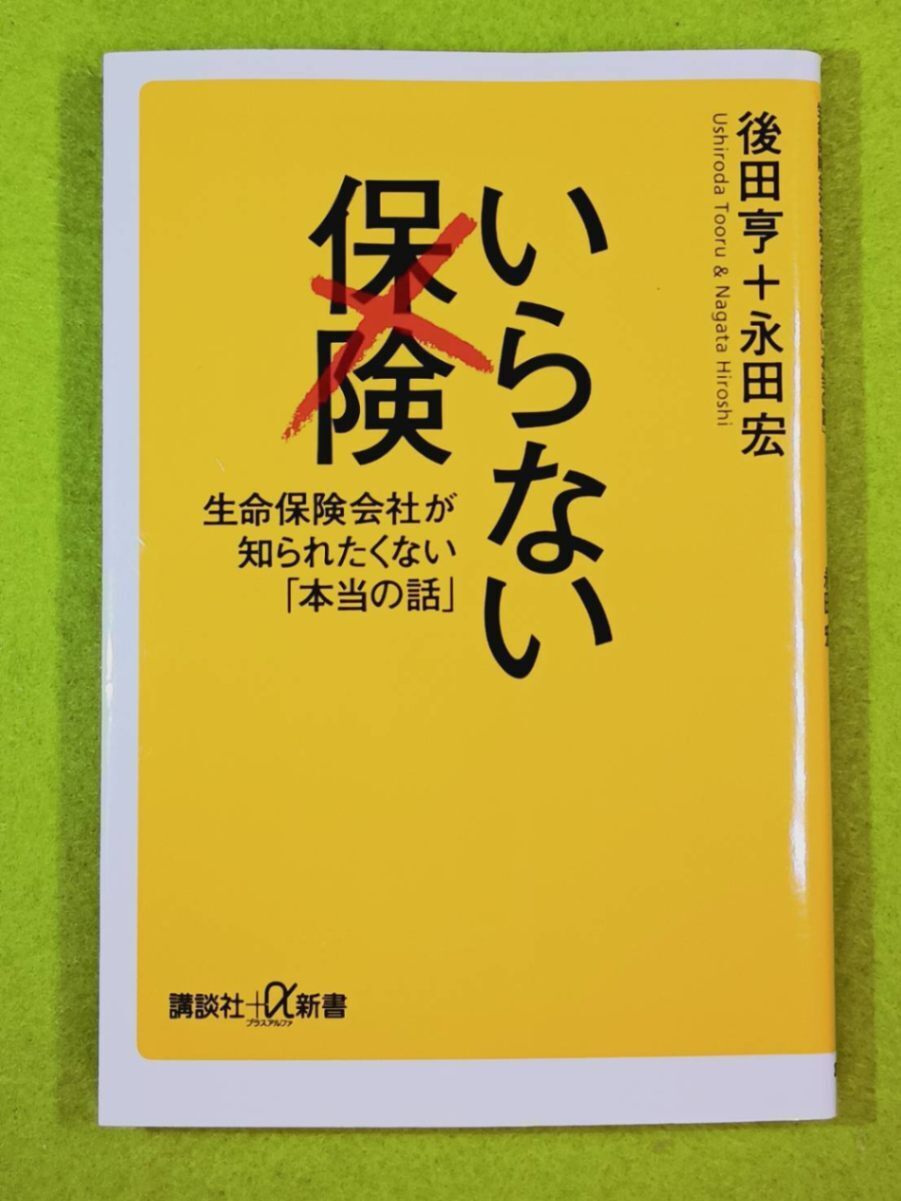 後田亨+永田宏
Ushiroda Tooru & Nagata Hiroshi
いらない
保険
生命保険会社が
知られたくない
「本当の話」
講談社+α新書
プラスアルファ